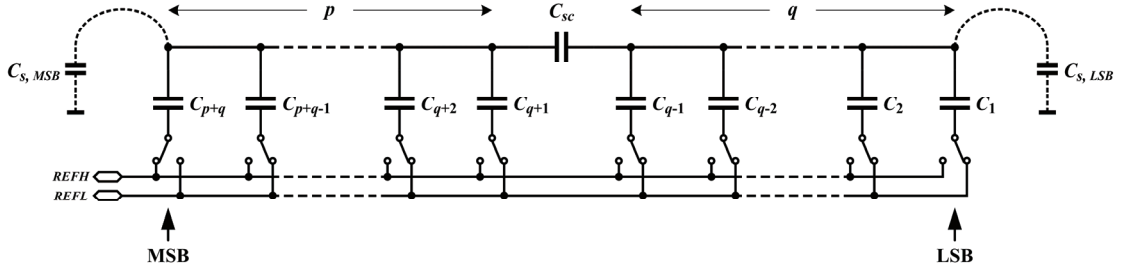 p
C_sc
q
C_s, MSB
C_p+q
C_p+q-1
C_q+2
C_q+1
C_q-1
C_q-2
C_2
C_1
C_s, LSB
REFH
REFL
MSB
LSB